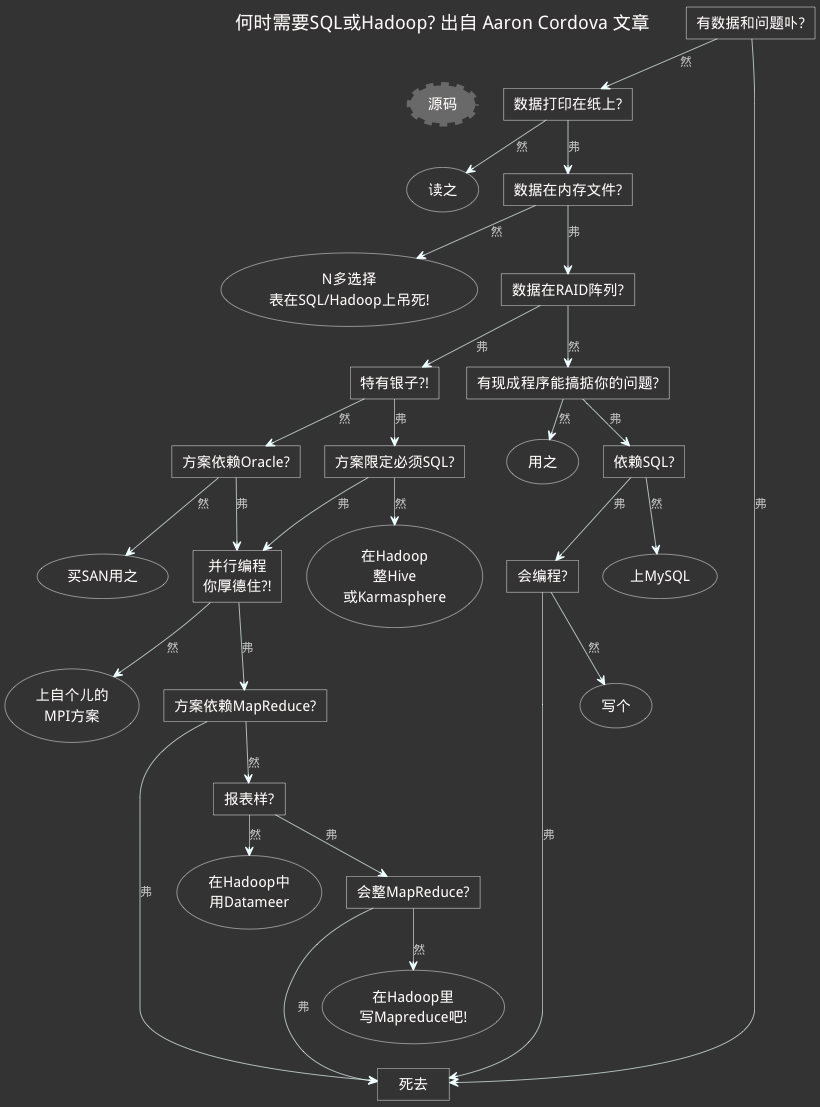 何时需要SQL或Hadoop? 出自 Aaron Cordova 文章
有数据和问题卟?
然
源码
数据打印在纸上?
然
弗
读之
数据在内存文件?
然
弗
N多选择
表在SQL/Hadoop上吊死!
数据在RAID阵列?
弗
然
特有银子?!
有现成程序能搞掂你的问题?
然
弗
然
弗
方案依赖Oracle?
方案限定必须SQL?
用之
依赖SQL?
然
弗
弗
然
弗
然
弗
买SAN用之
并行编程
你厚德住?!
在Hadoop
整Hive
或Karmasphere
会编程?
上MySQL
然
弗
然
上自个儿的
MPI方案
方案依赖MapReduce?
写个
然
报表样?
然
弗
弗
弗
在Hadoop中
用Datameer
会整MapReduce?
然
弗
在Hadoop里
写Mapreduce吧!
死去